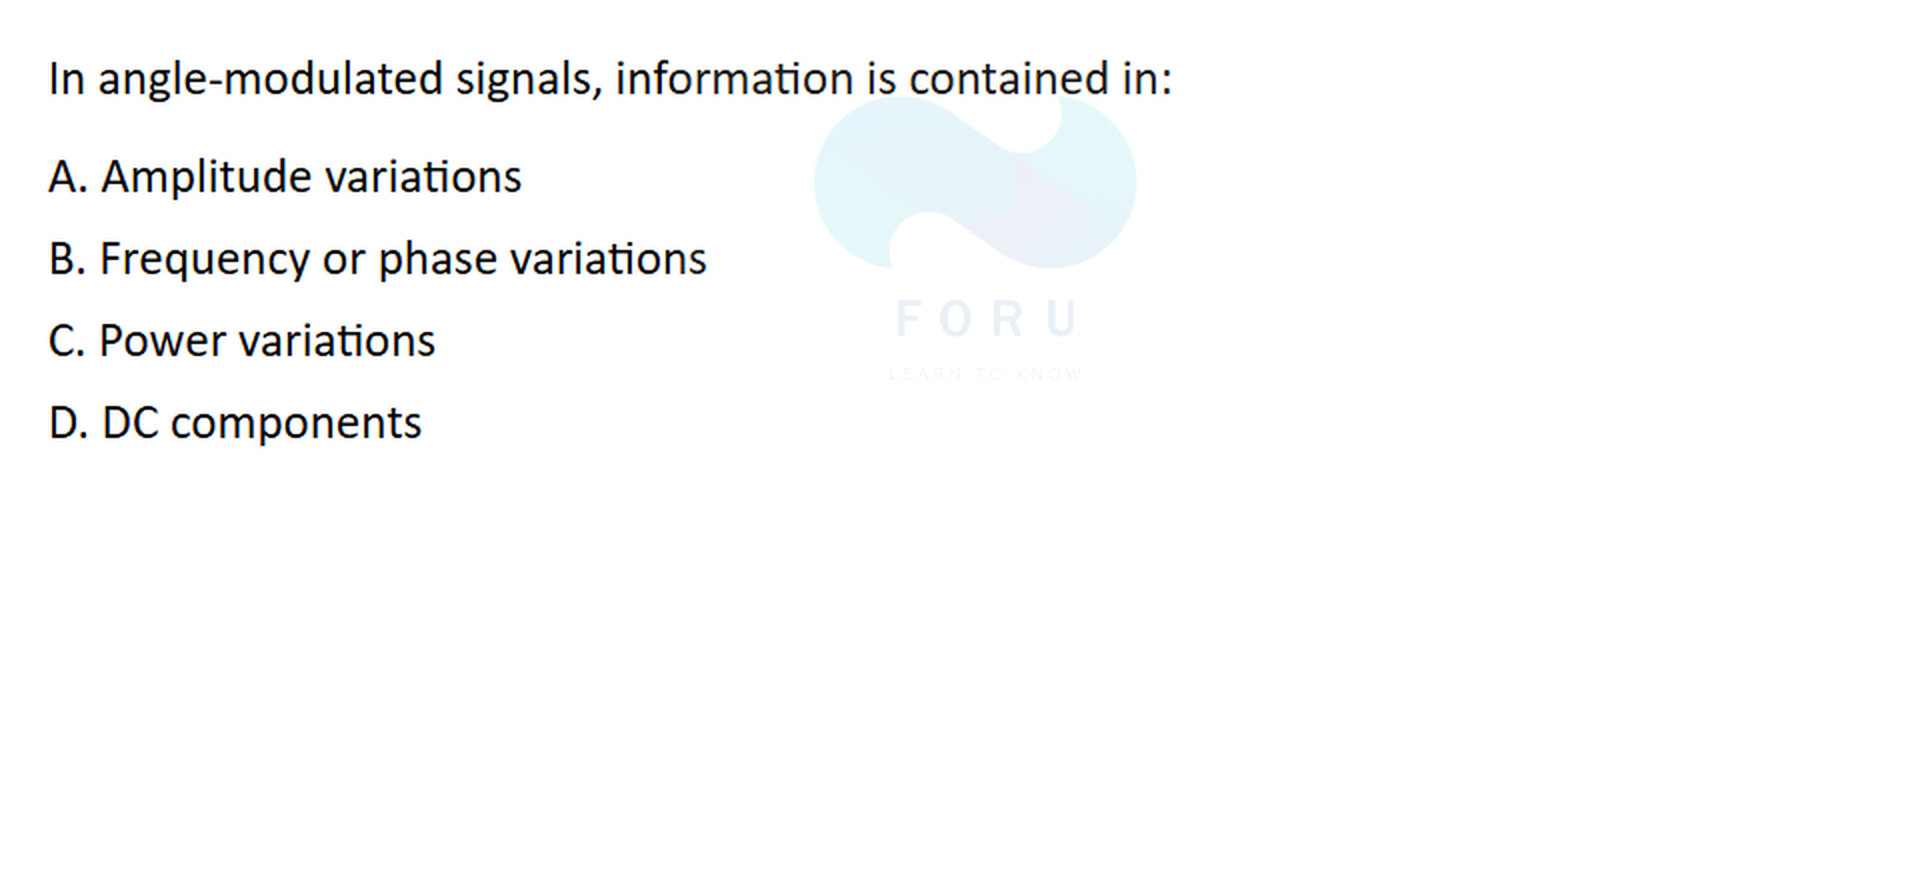 In angle-modulated signals, information is contained in:
A. Amplitude variations
B. Frequency or phase variations
C. Power variations
D. DC components
FORU
LEARN TO KNOW